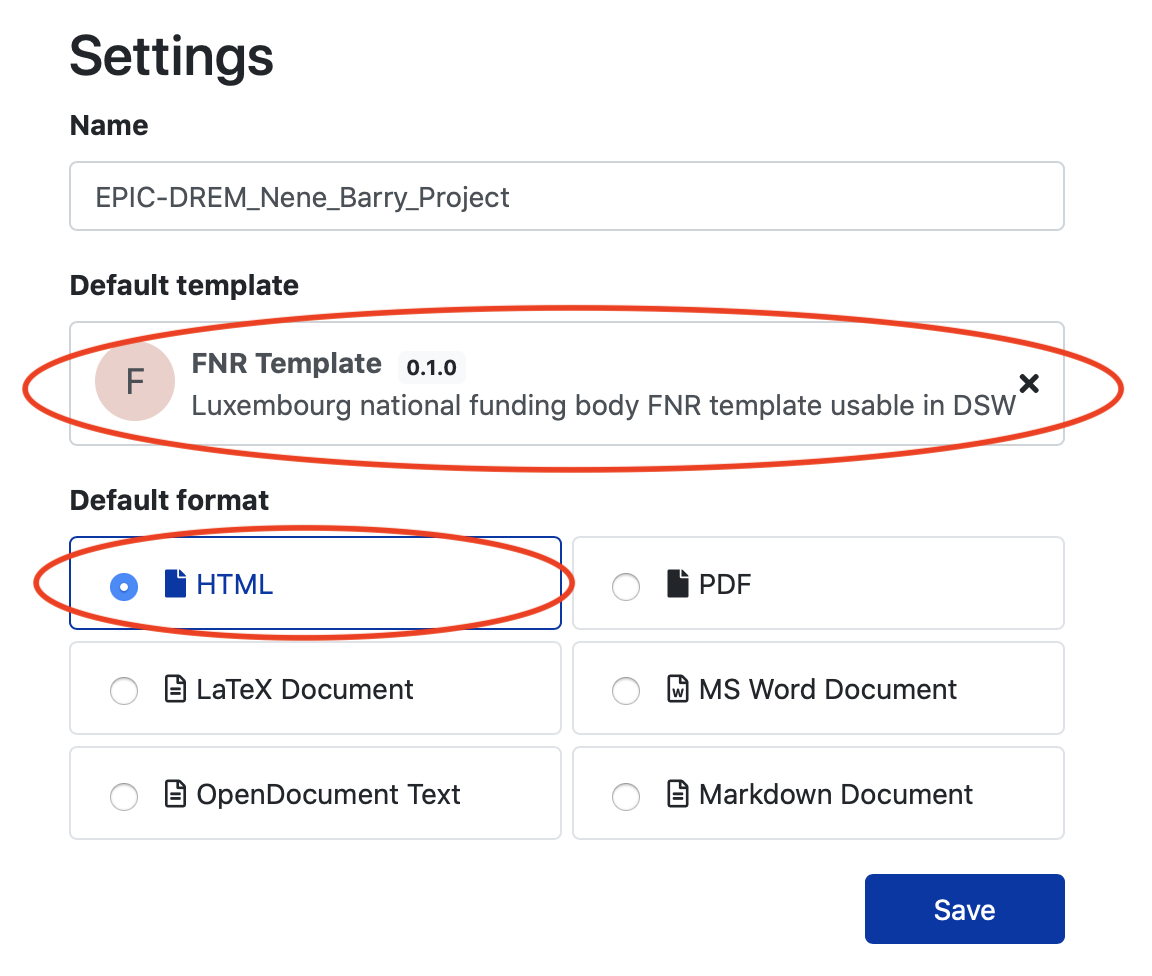 Settings
Name
EPIC-DREM_Nene_Barry_Project
Default template
F
FNR Template 0.1.0
Luxembourg national funding body FNR template usable in DSW
Default format
HTML
PDF
LaTeX Document
MS Word Document
OpenDocument Text
Markdown Document
Save